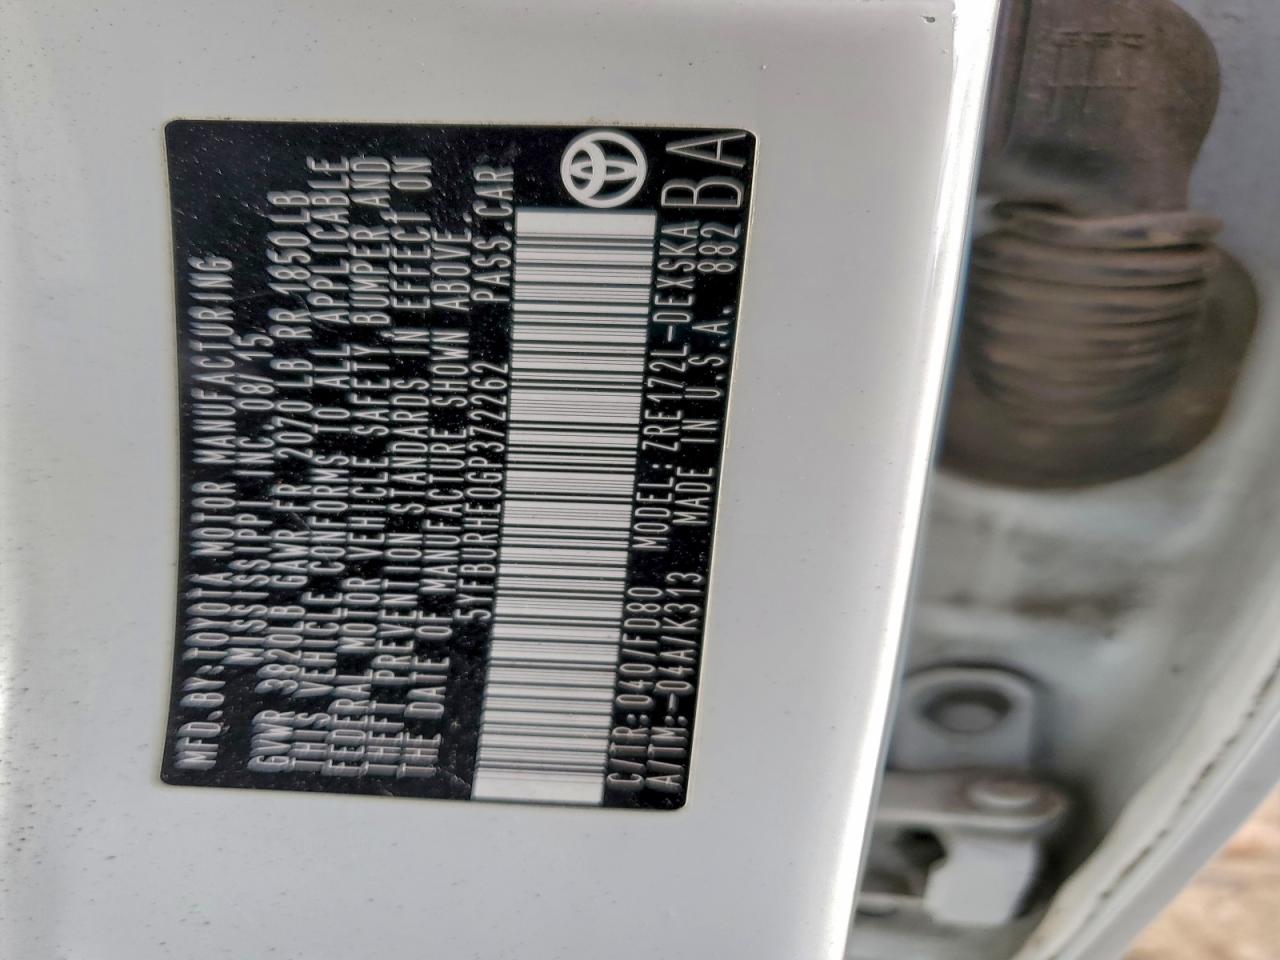 MFD.BY:TOYOTA MOTOR MANUFACTURING
MISSISSIPPI INC. 08/15
GVWR 3820LB GAWR FR 2070LB RR 1850LB
THIS VEHICLE CONFORMS TO ALL APPLICABLE
FEDERAL MOTOR VEHICLE SAFETY,BUMPER,AND
THEFT PREVENTION STANDARDS IN EFFECT ON
THE DATE OF MANUFACTURE SHOWN ABOVE.
5YFBURHE0GP372262 PASS.CAR
C/TR:040/FD80 MODEL:ZRE172L-DEXSKA
A/TM:-04A/K313 MADE IN U.S.A. 882
BA